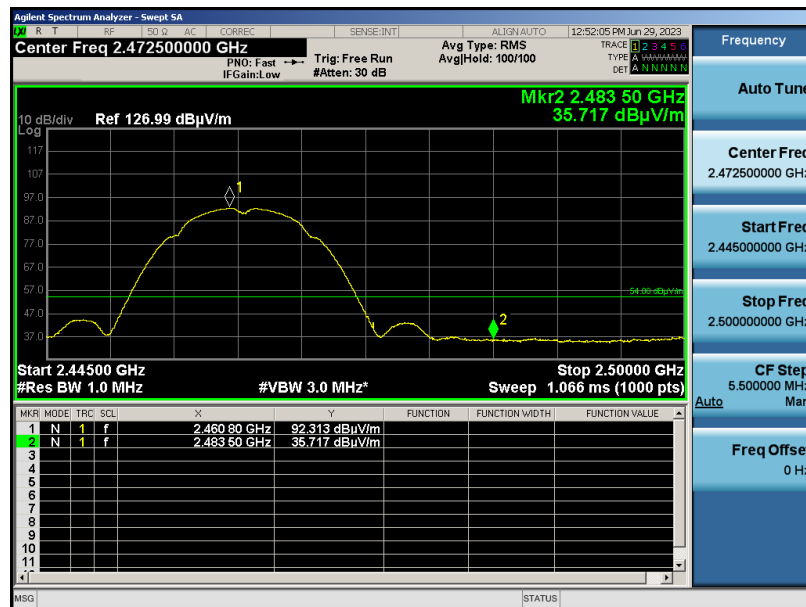 Agilent Spectrum Analyzer - Swept SA
LXI R T RF 50 Ω AC CORREC SENSE:INT ALIGN AUTO 12:52:05 PM Jun 29, 2023
Center Freq 2.472500000 GHz
PNO: Fast
IFGain:Low
Trig: Free Run
#Atten: 30 dB
Avg Type: RMS
Avg|Hold: 100/100
TRACE 1 2 3 4 5 6
TYPE A WWWWW
DET A N N N N N
Mkr2 2.483 50 GHz
35.717 dBµV/m
10 dB/div Ref 126.99 dBµV/m
Log
117
107
97.0
87.0
77.0
67.0
57.0
47.0
37.0
1
54.00 dBµV/m
2
Start 2.44500 GHz Stop 2.50000 GHz
#Res BW 1.0 MHz #VBW 3.0 MHz* Sweep 1.066 ms (1000 pts)
MKR MODE TRC SCL X Y FUNCTION FUNCTION WIDTH FUNCTION VALUE
1 N 1 f 2.460 80 GHz 92.313 dBµV/m
2 N 1 f 2.483 50 GHz 35.717 dBµV/m
3
4
5
6
7
8
9
10
11
MSG STATUS
Frequency
Auto Tune
Center Freq
2.472500000 GHz
Start Freq
2.445000000 GHz
Stop Freq
2.500000000 GHz
CF Step
5.500000 MHz
Auto Man
Freq Offset
0 Hz